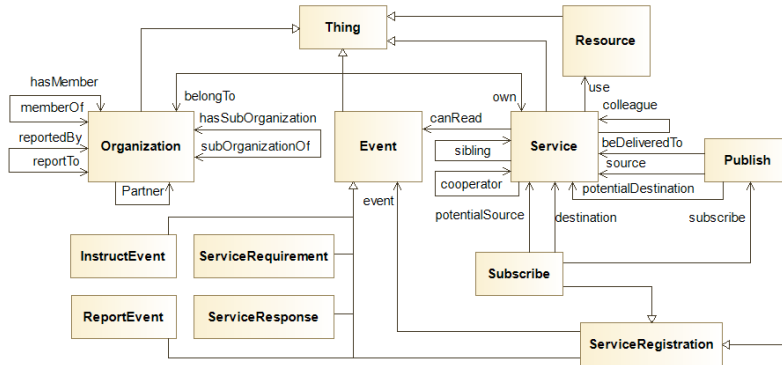 Thing
Resource
hasMember
memberOf
belongTo
own
use
colleague
hasSubOrganization
canRead
reportedBy
Organization
Event
Service
beDeliveredTo
Publish
reportTo
subOrganizationOf
sibling
source
Partner
cooperator
potentialDestination
event
potentialSource
destination
subscribe
InstructEvent
ServiceRequirement
Subscribe
ReportEvent
ServiceResponse
ServiceRegistration